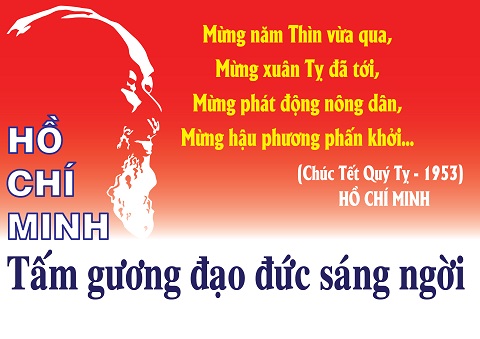 Mừng năm Thìn vừa qua,
Mừng xuân Tỵ đã tới,
Mừng phát động nông dân,
Mừng hậu phương phấn khởi...
(Chúc Tết Quý Tỵ - 1953)
HỒ CHÍ MINH
HỒ
CHÍ
MINH
Tấm gương đạo đức sáng ngời